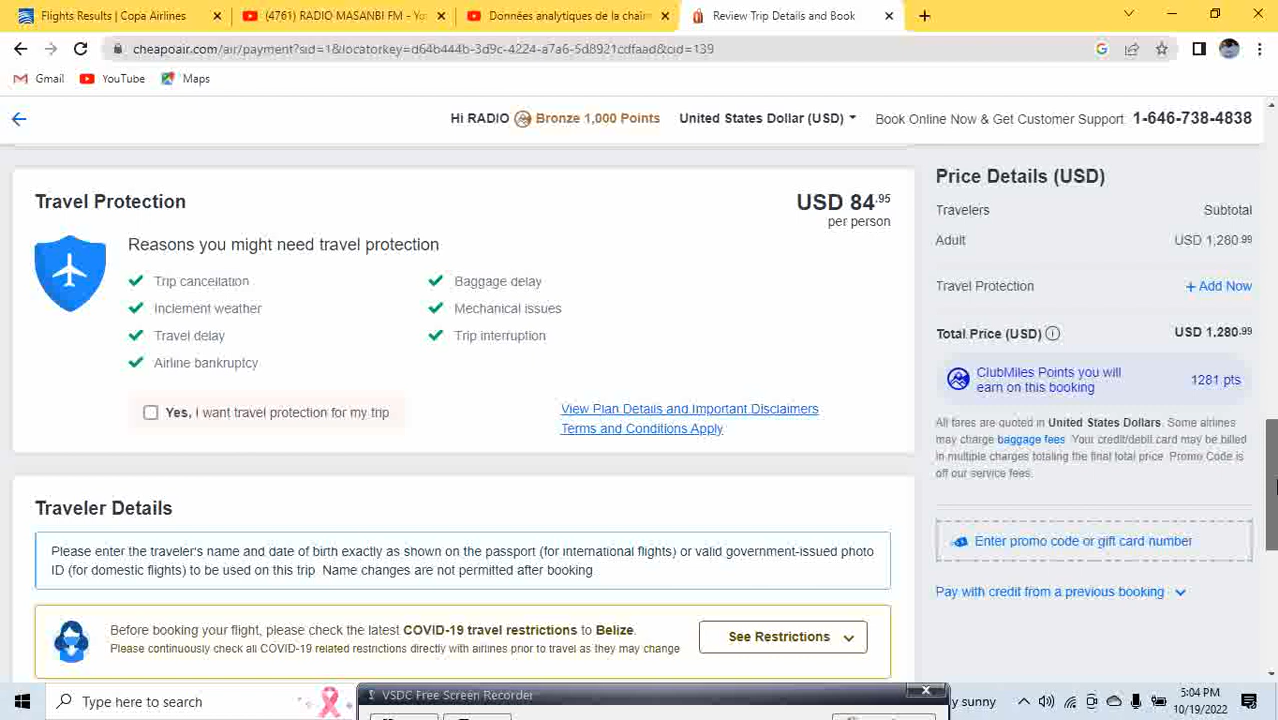 Flights Results | Copa Airlines
(4761) RADIO MASANBI FM - Yo
Données analytiques de la chaîn
Review Trip Details and Book
cheapoair.com/air/payment?sid=1&locatorkey=d64b444b-3d9c-4224-a7a6-5d8921cdfaad&cid=139
Gmail YouTube Maps
Hi RADIO Bronze 1,000 Points United States Dollar (USD) Book Online Now & Get Customer Support 1-646-738-4838
Travel Protection
USD 84.95
per person
Reasons you might need travel protection
Trip cancellation
Baggage delay
Inclement weather
Mechanical issues
Travel delay
Trip interruption
Airline bankruptcy
Yes, I want travel protection for my trip
View Plan Details and Important Disclaimers
Terms and Conditions Apply
Traveler Details
Please enter the traveler's name and date of birth exactly as shown on the passport (for international flights) or valid government-issued photo
ID (for domestic flights) to be used on this trip Name changes are not permitted after booking
Before booking your flight, please check the latest COVID-19 travel restrictions to Belize.
Please continuously check all COVID-19 related restrictions directly with airlines prior to travel as they may change
See Restrictions
Price Details (USD)
Travelers Subtotal
Adult USD 1,280.99
Travel Protection + Add Now
Total Price (USD) USD 1,280.99
ClubMiles Points you will
earn on this booking
1281 pts
All fares are quoted in United States Dollars. Some airlines
may charge baggage fees. Your credit/debit card may be billed
in multiple charges totaling the final total price. Promo Code is
off our service fees.
Enter promo code or gift card number
Pay with credit from a previous booking
Type here to search
VSDC Free Screen Recorder
y sunny
5:04 PM
10/19/2022